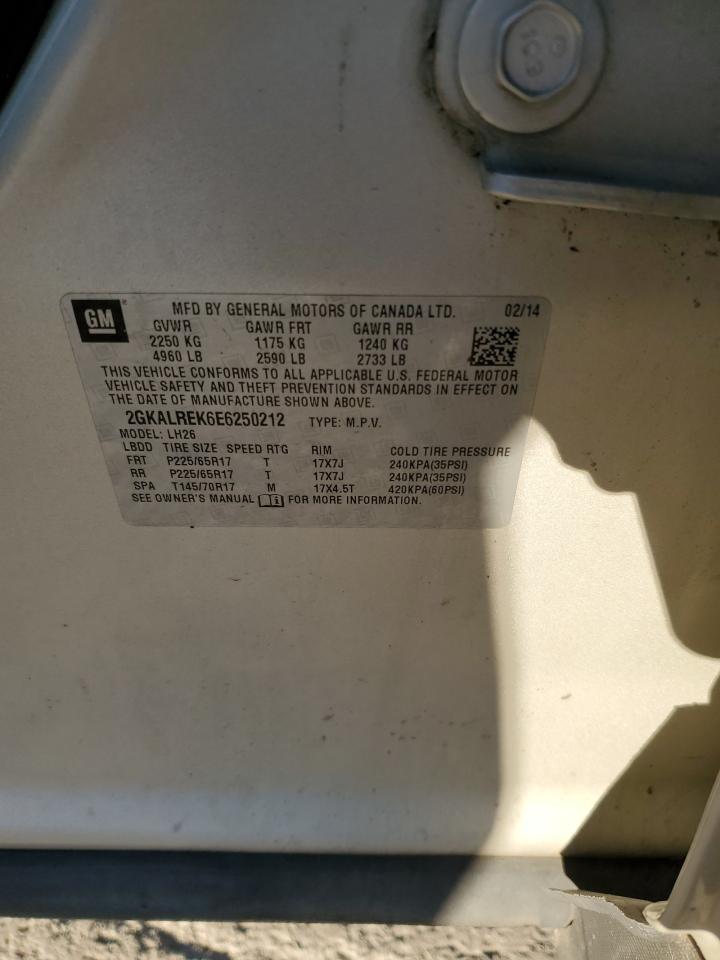 1C3
GM MFD BY GENERAL MOTORS OF CANADA LTD. 02/14
GVWR GAWR FRT GAWR RR
2250 KG 1175 KG 1240 KG
4960 LB 2590 LB 2733 LB
THIS VEHICLE CONFORMS TO ALL APPLICABLE U.S. FEDERAL MOTOR
VEHICLE SAFETY AND THEFT PREVENTION STANDARDS IN EFFECT ON
THE DATE OF MANUFACTURE SHOWN ABOVE.
2GKALREK6E6250212 TYPE: M.P.V.
MODEL: LH26
LBDD TIRE SIZE SPEED RTG RIM COLD TIRE PRESSURE
FRT P225/65R17 T 17X7J 240KPA(35PSI)
RR P225/65R17 T 17X7J 240KPA(35PSI)
SPA T145/70R17 M 17X4.5T 420KPA(60PSI)
SEE OWNER'S MANUAL FOR MORE INFORMATION.